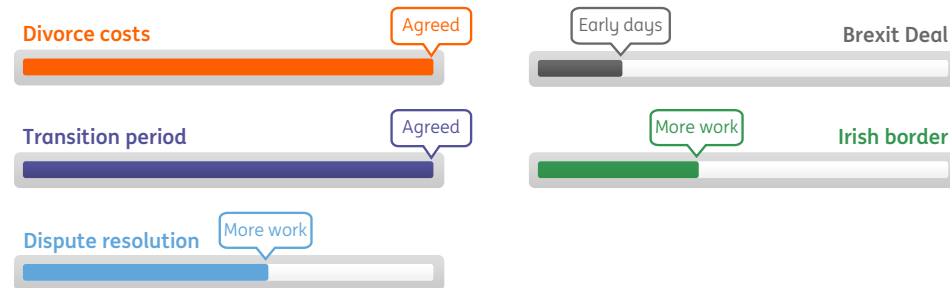 Divorce costs
Agreed
Early days
Brexit Deal
Transition period
Agreed
More work
Irish border
Dispute resolution
More work